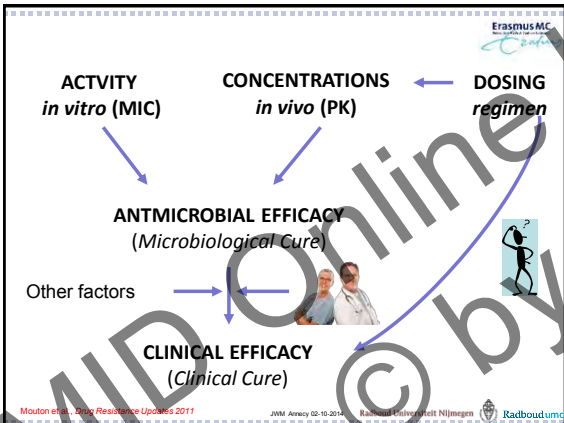 Erasmus MC
ACTVITY
in vitro (MIC)
CONCENTRATIONS
in vivo (PK)
DOSING
regimen
ANTMICROBIAL EFFICACY
(Microbiological Cure)
?
Other factors
CLINICAL EFFICACY
(Clinical Cure)
Mouton et al., Drug Resistance Updates 2011
JWM Annecy 02-10-2014
Radboud Universiteit Nijmegen
Radboudumc
MID Online
© by